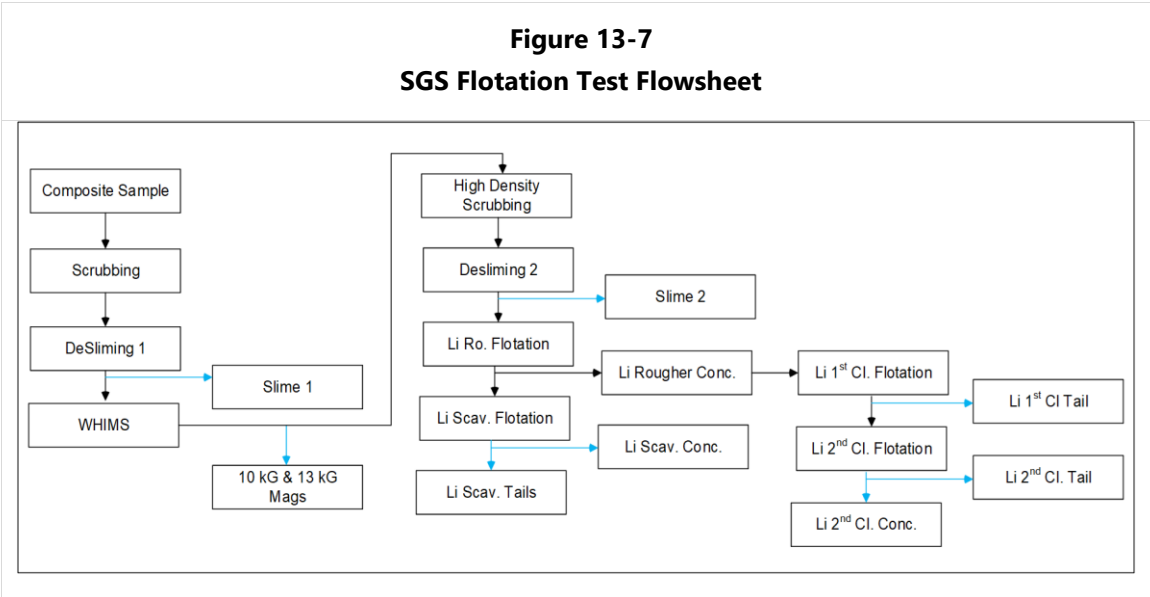 Figure 13-7
SGS Flotation Test Flowsheet
Composite Sample
Scrubbing
DeSliming 1
Slime 1
WHIMS
10 kG & 13 kG
Mags
High Density
Scrubbing
Desliming 2
Slime 2
Li Ro. Flotation
Li Rougher Conc.
Li Scav. Flotation
Li Scav. Conc.
Li Scav. Tails
Li 1st Cl. Flotation
Li 1st Cl Tail
Li 2nd Cl. Flotation
Li 2nd Cl. Tail
Li 2nd Cl. Conc.